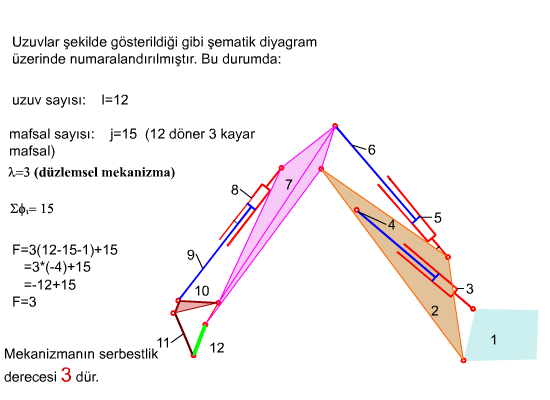 Uzuvlar şekilde gösterildiği gibi şematik diyagram
üzerinde numaralandırılmıştır. Bu durumda:
uzuv sayısı: l=12
mafsal sayısı: j=15 (12 döner 3 kayar
mafsal)
λ=3 (düzlemsel mekanizma)
Σϕᵢ= 15
F=3(12-15-1)+15
=3*(-4)+15
=-12+15
F=3
Mekanizmanın serbestlik
derecesi 3 dür.
6
7
8
4
5
9
3
10
2
11
12
1